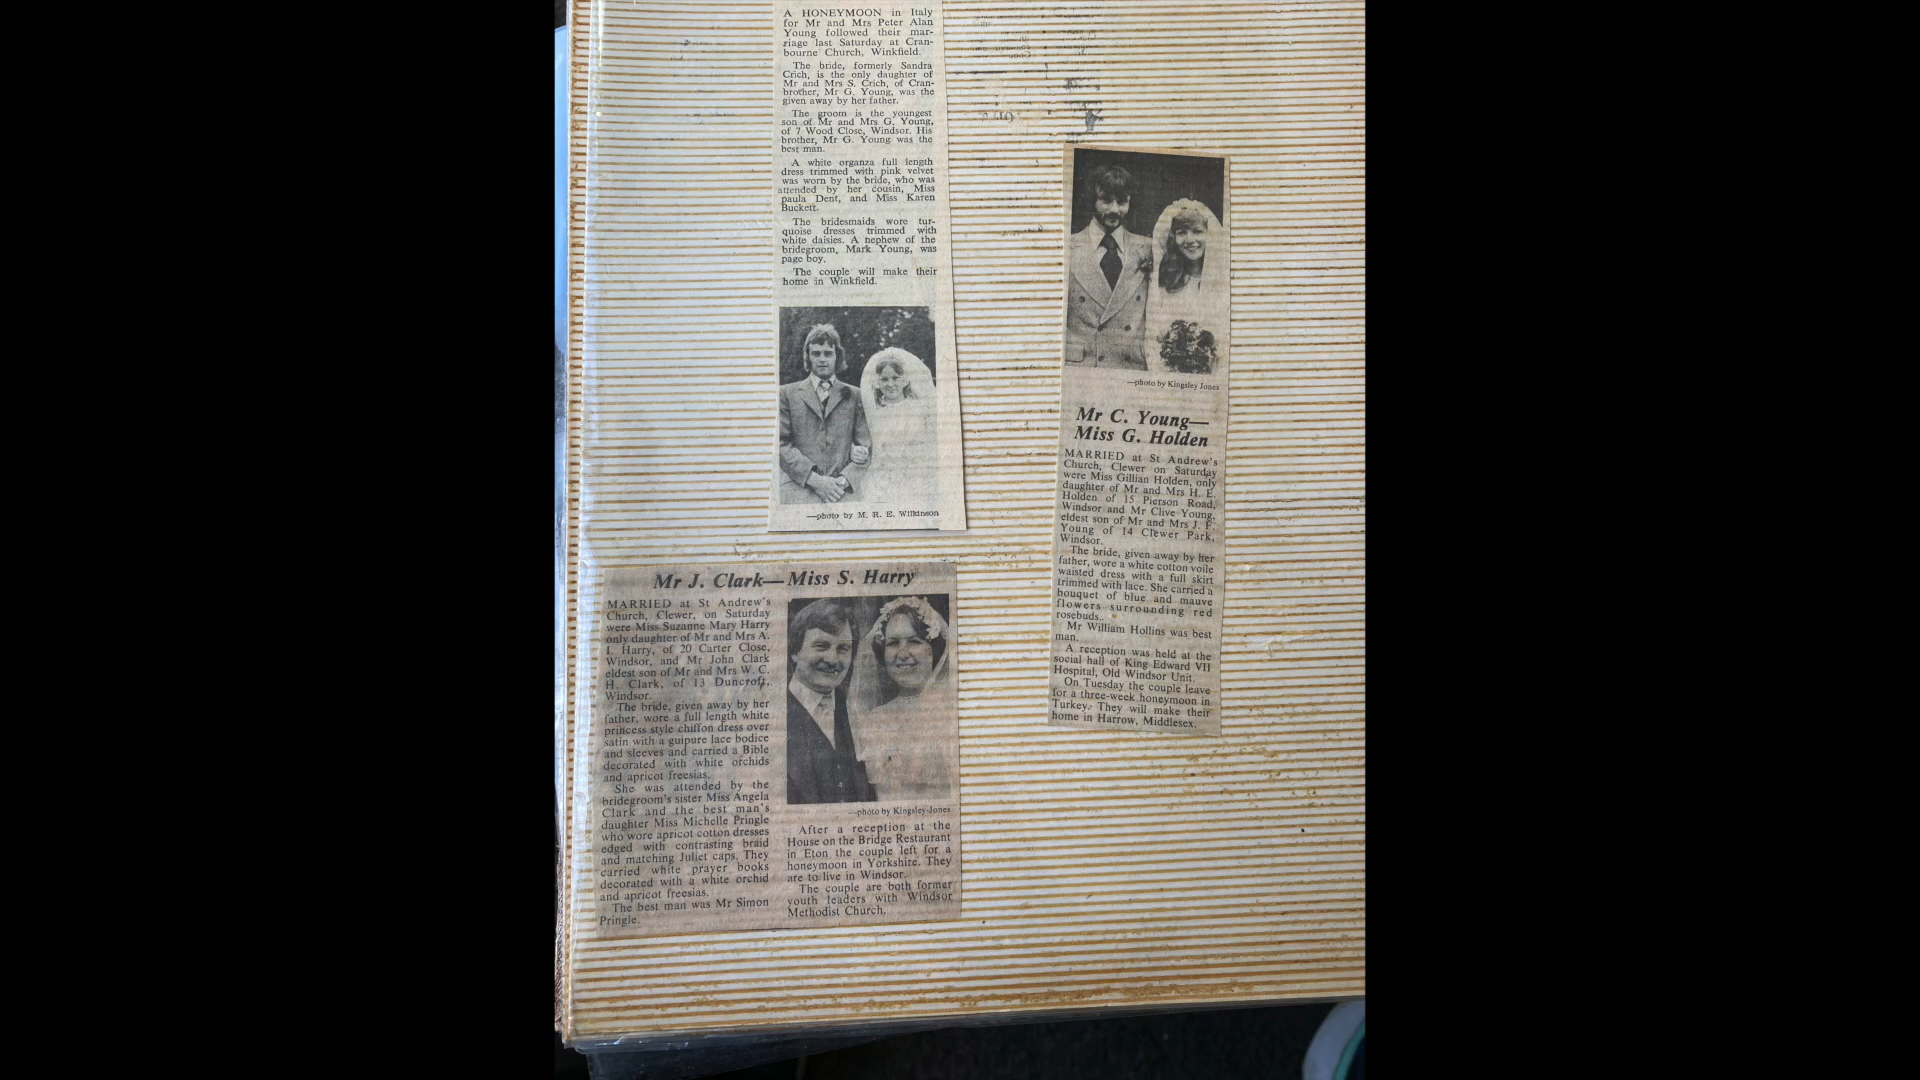 A HONEYMOON in Italy
for Mr and Mrs Peter Alan
Young followed their mar-
riage last Saturday at Cran-
bourne Church, Winkfield.
The bride, formerly Sandra
Crich, is the only daughter of
Mr and Mrs S. Crich, of Cran-
brother, Mr G. Young, was the
given away by her father.
The groom is the youngest
son of Mr and Mrs G. Young,
of 7 Wood Close, Windsor. His
brother, Mr G. Young was the
best man.
A white organza full length
dress trimmed with pink velvet
was worn by the bride, who was
attended by her cousin, Miss
paula Dent, and Miss Karen
Buckett.
The bridesmaids wore tur-
quoise dresses trimmed with
white daisies. A nephew of the
bridegroom, Mark Young, was
page boy.
The couple will make their
home in Winkfield.
—photo by M. R. E. Wilkinson
Mr J. Clark—Miss S. Harry
MARRIED at St Andrew's
Church, Clewer, on Saturday
were Miss Suzanne Mary Harry
only daughter of Mr and Mrs A.
I. Harry, of 20 Carter Close,
Windsor, and Mr John Clark
eldest son of Mr and Mrs W. C.
H. Clark, of 13 Duncroft,
Windsor.
The bride, given away by her
father, wore a full length white
princess style chiffon dress over
satin with a guipure lace bodice
and sleeves and carried a Bible
decorated with white orchids
and apricot freesias.
She was attended by the
bridegroom's sister Miss Angela
Clark and the best man's
daughter Miss Michelle Pringle
who wore apricot cotton dresses
edged with contrasting braid
and matching Juliet caps. They
carried white prayer books
decorated with a white orchid
and apricot freesias.
The best man was Mr Simon
Pringle.
—photo by Kingsley-Jones
After a reception at the
House on the Bridge Restaurant
in Eton the couple left for a
honeymoon in Yorkshire. They
are to live in Windsor.
The couple are both former
youth leaders with Windsor
Methodist Church.
—photo by Kingsley Jones
Mr C. Young—
Miss G. Holden
MARRIED at St Andrew's
Church, Clewer on Saturday
were Miss Gillian Holden, only
daughter of Mr and Mrs H. E.
Holden of 15 Pierson Road,
Windsor and Mr Clive Young,
eldest son of Mr and Mrs J. F.
Young of 14 Clewer Park,
Windsor.
The bride, given away by her
father, wore a white cotton voile
waisted dress with a full skirt
trimmed with lace. She carried a
bouquet of blue and mauve
flowers surrounding red
rosebuds.
Mr William Hollins was best
man.
A reception was held at the
social hall of King Edward VII
Hospital, Old Windsor Unit.
On Tuesday the couple leave
for a three-week honeymoon in
Turkey. They will make their
home in Harrow, Middlesex.